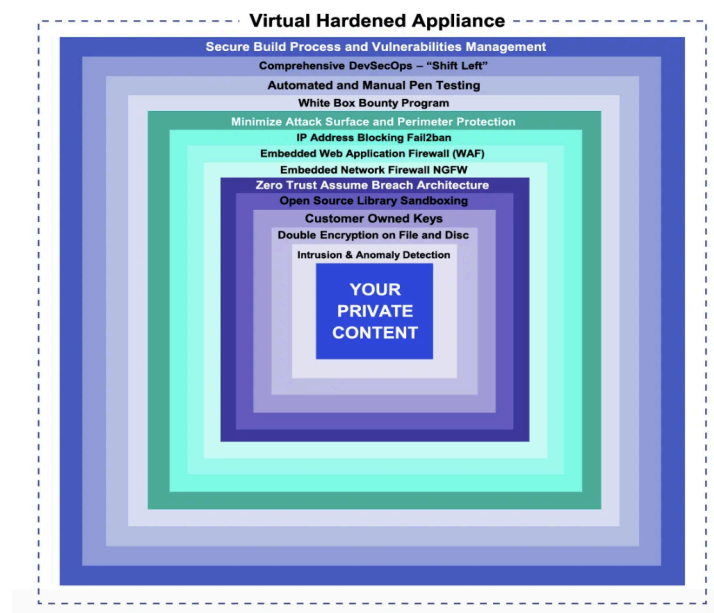 Virtual Hardened Appliance
Secure Build Process and Vulnerabilities Management
Comprehensive DevSecOps – “Shift Left”
Automated and Manual Pen Testing
White Box Bounty Program
Minimize Attack Surface and Perimeter Protection
IP Address Blocking Fail2ban
Embedded Web Application Firewall (WAF)
Embedded Network Firewall NGFW
Zero Trust Assume Breach Architecture
Open Source Library Sandboxing
Customer Owned Keys
Double Encryption on File and Disc
Intrusion & Anomaly Detection
YOUR
PRIVATE
CONTENT